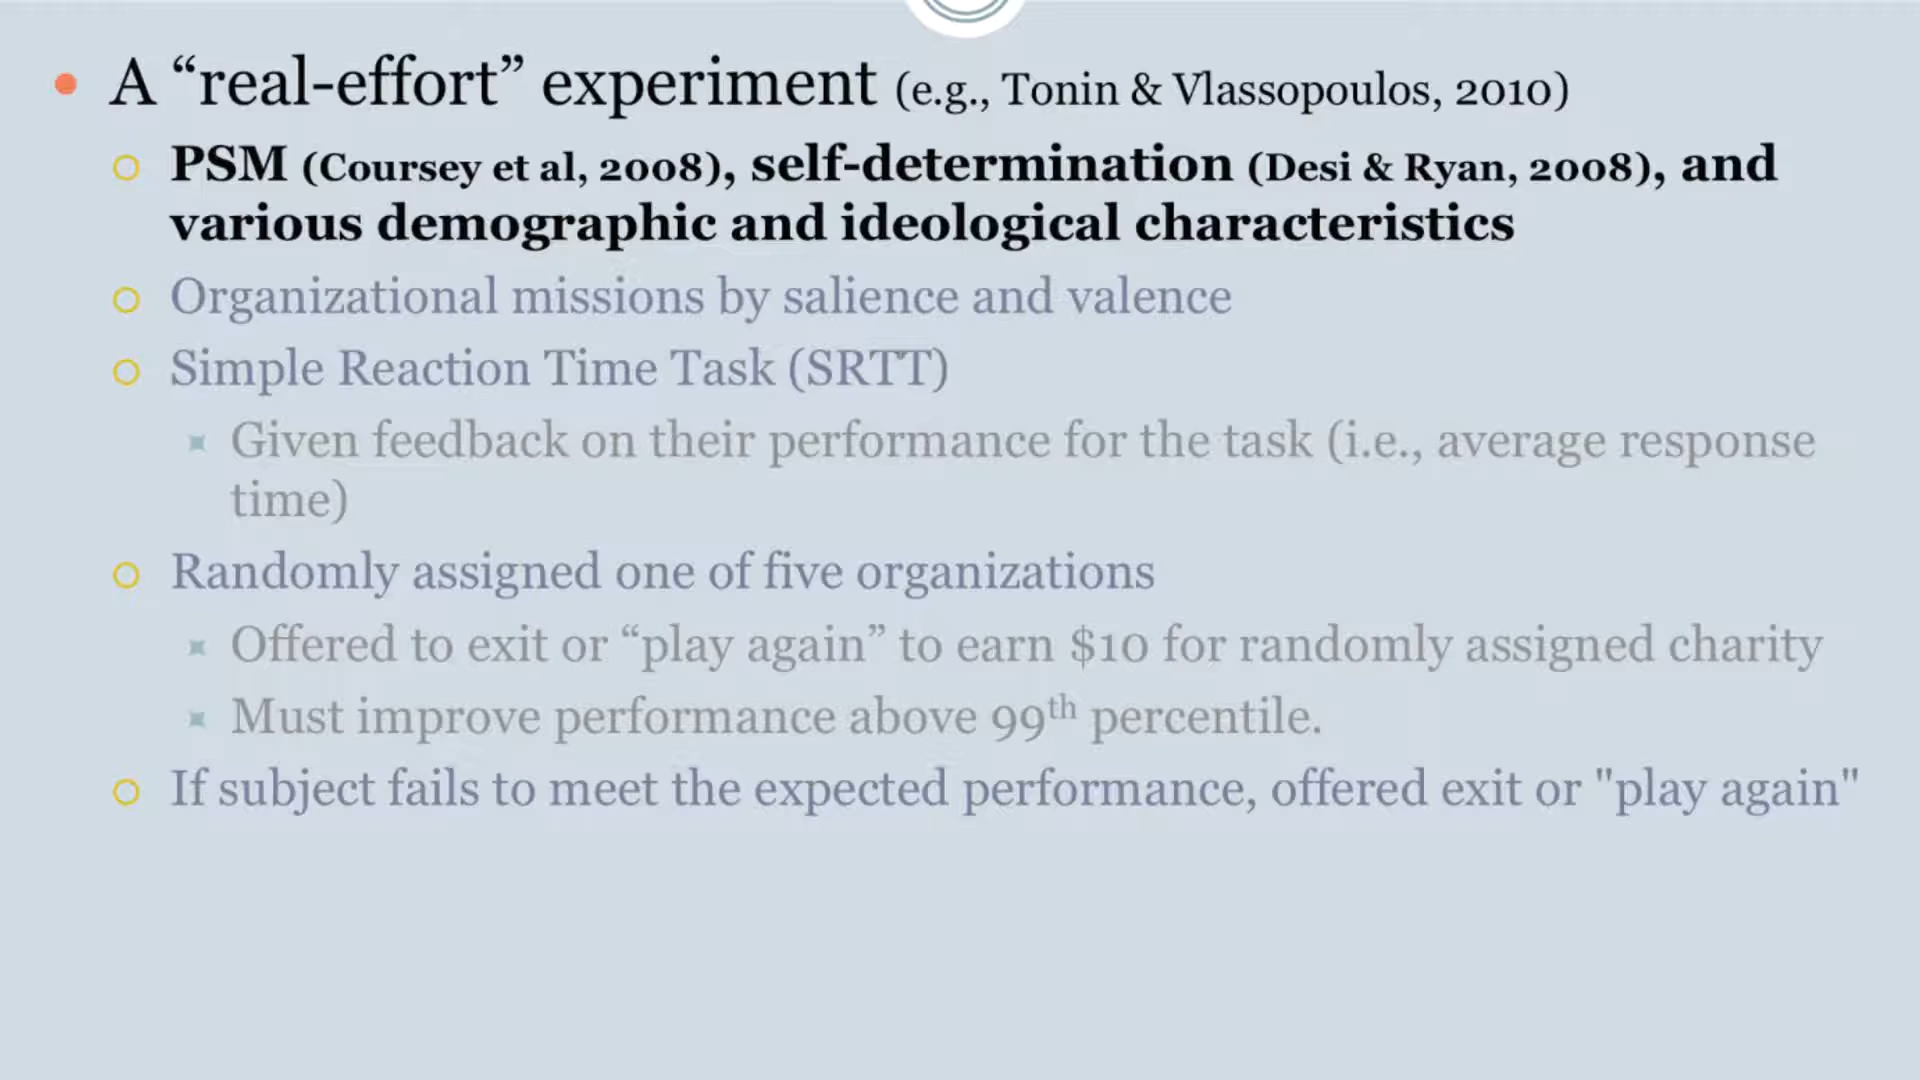 A “real-effort” experiment (e.g., Tonin & Vlassopoulos, 2010)
PSM (Coursey et al, 2008), self-determination (Desi & Ryan, 2008), and
various demographic and ideological characteristics
Organizational missions by salience and valence
Simple Reaction Time Task (SRTT)
Given feedback on their performance for the task (i.e., average response
time)
Randomly assigned one of five organizations
Offered to exit or “play again” to earn $10 for randomly assigned charity
Must improve performance above 99th percentile.
If subject fails to meet the expected performance, offered exit or "play again"